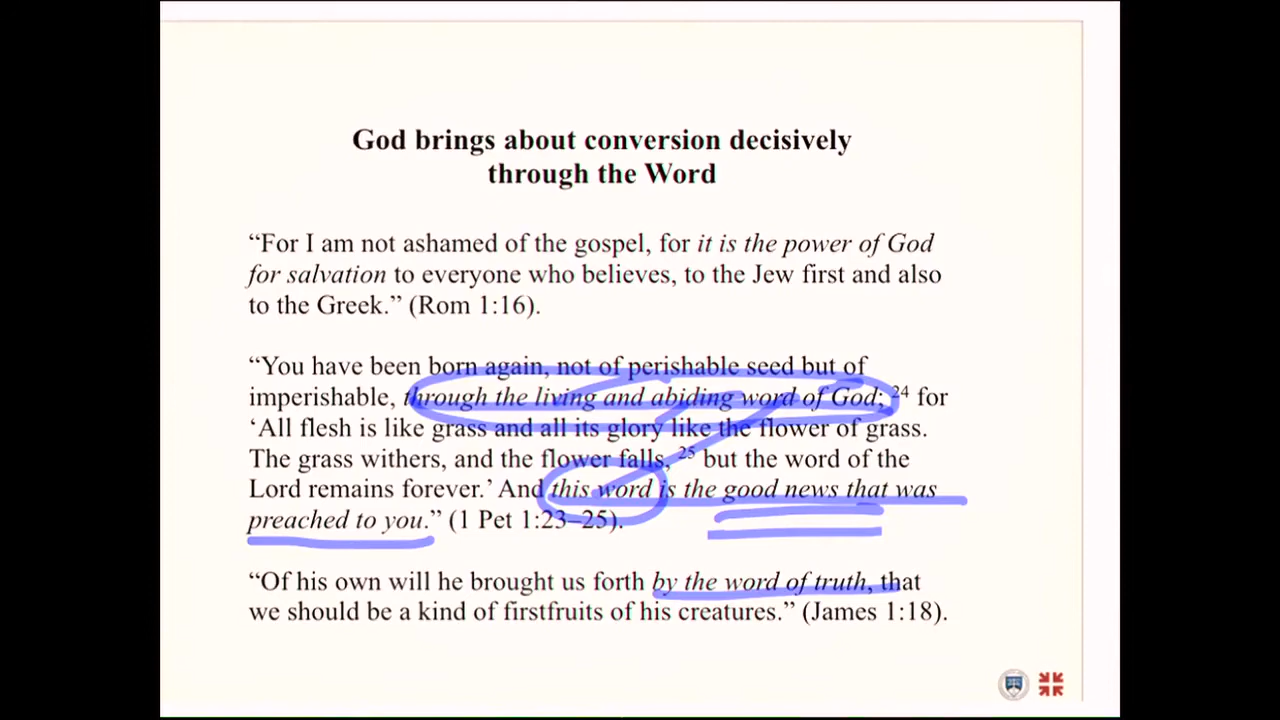 God brings about conversion decisively
through the Word
“For I am not ashamed of the gospel, for it is the power of God
for salvation to everyone who believes, to the Jew first and also
to the Greek.” (Rom 1:16).
“You have been born again, not of perishable seed but of
imperishable, through the living and abiding word of God; 24 for
‘All flesh is like grass and all its glory like the flower of grass.
The grass withers, and the flower falls, 25 but the word of the
Lord remains forever.’ And this word is the good news that was
preached to you.” (1 Pet 1:23–25).
“Of his own will he brought us forth by the word of truth, that
we should be a kind of firstfruits of his creatures.” (James 1:18).